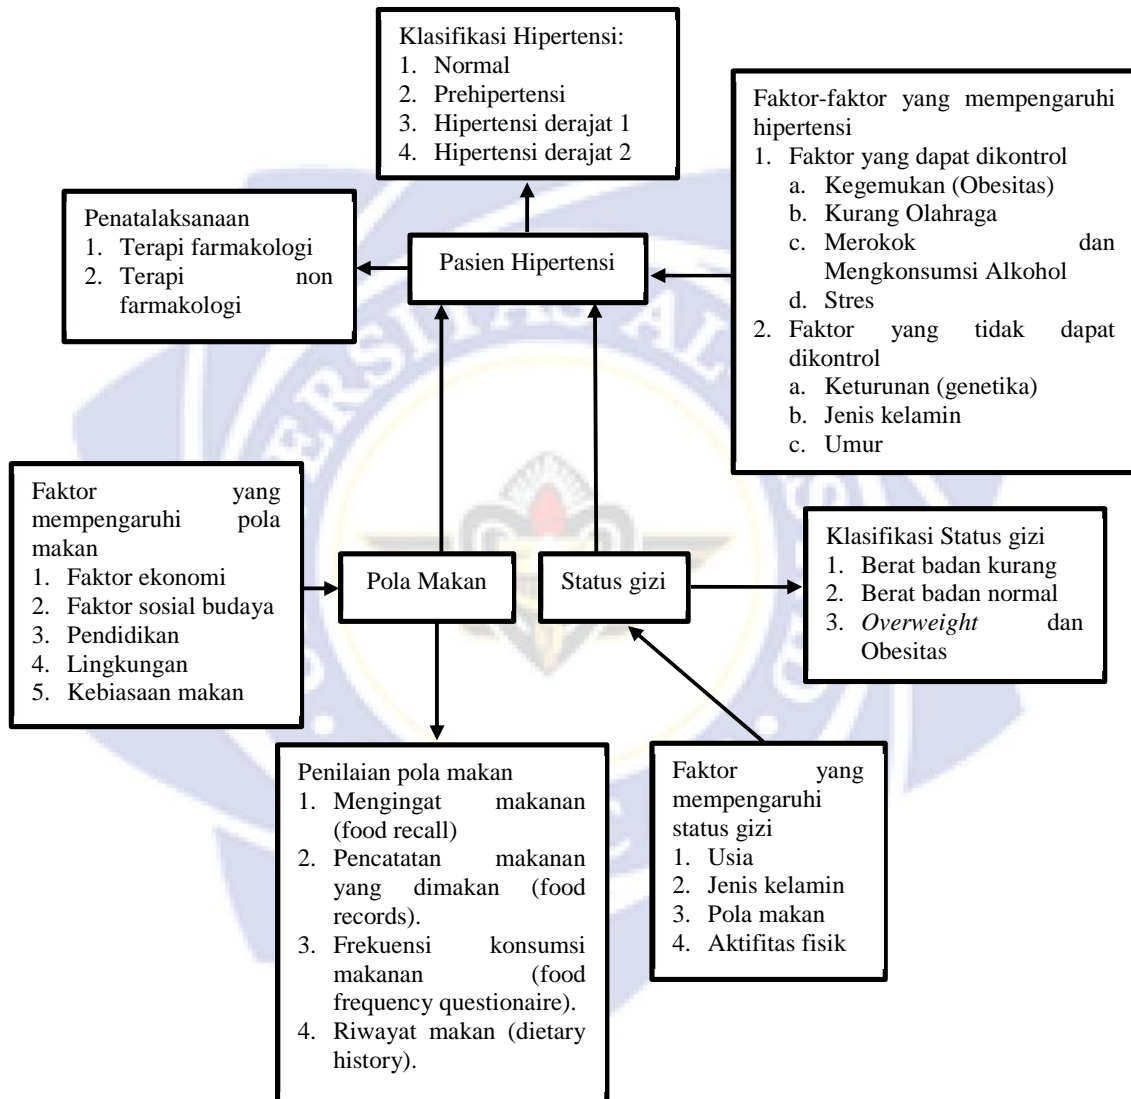 Klasifikasi Hipertensi:
1. Normal
2. Prehipertensi
3. Hipertensi derajat 1
4. Hipertensi derajat 2
Faktor-faktor yang mempengaruhi
hipertensi
1. Faktor yang dapat dikontrol
a. Kegemukan (Obesitas)
b. Kurang Olahraga
c. Merokok dan
Mengkonsumsi Alkohol
d. Stres
2. Faktor yang tidak dapat
dikontrol
a. Keturunan (genetika)
b. Jenis kelamin
c. Umur
Penatalaksanaan
1. Terapi farmakologi
2. Terapi non
farmakologi
Pasien Hipertensi
Faktor yang
mempengaruhi pola
makan
1. Faktor ekonomi
2. Faktor sosial budaya
3. Pendidikan
4. Lingkungan
5. Kebiasaan makan
Pola Makan
Status gizi
Klasifikasi Status gizi
1. Berat badan kurang
2. Berat badan normal
3. Overweight dan
Obesitas
Penilaian pola makan
1. Mengingat makanan
(food recall)
2. Pencatatan makanan
yang dimakan (food
records).
3. Frekuensi konsumsi
makanan (food
frequency questionaire).
4. Riwayat makan (dietary
history).
Faktor yang
mempengaruhi
status gizi
1. Usia
2. Jenis kelamin
3. Pola makan
4. Aktifitas fisik